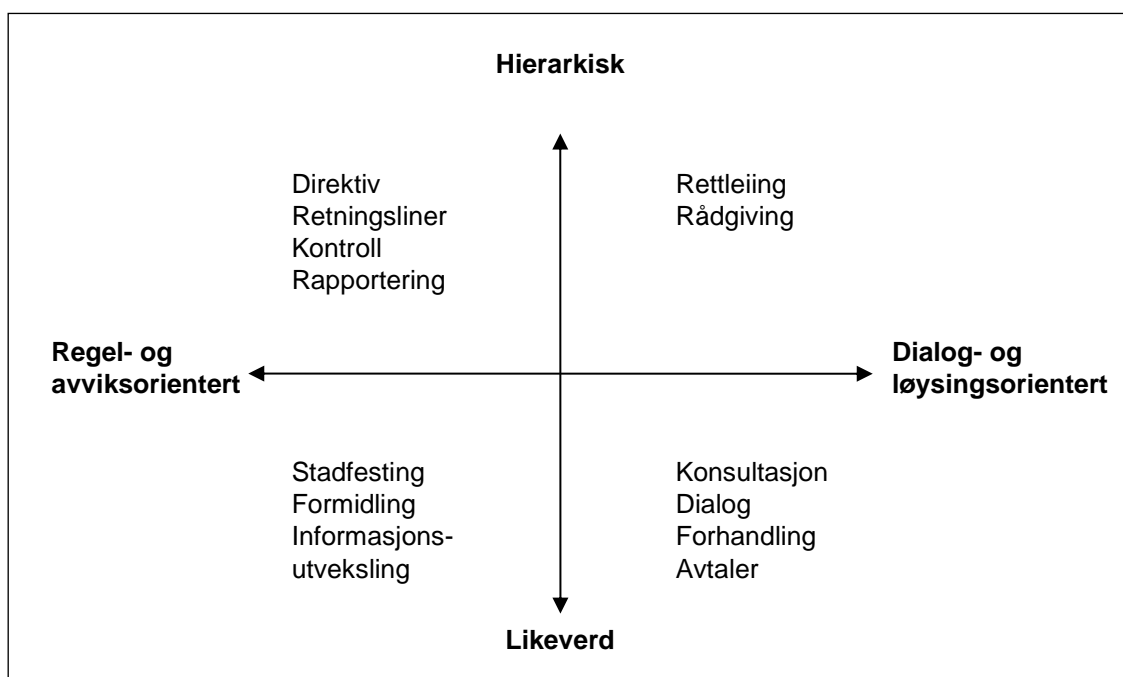 Hierarkisk
Direktiv
Retningsliner
Kontroll
Rapportering
Rettleiing
Rådgiving
Regel- og
avviksorientert
Dialog- og
løysingsorientert
Stadfesting
Formidling
Informasjons-
utveksling
Konsultasjon
Dialog
Forhandling
Avtaler
Likeverd